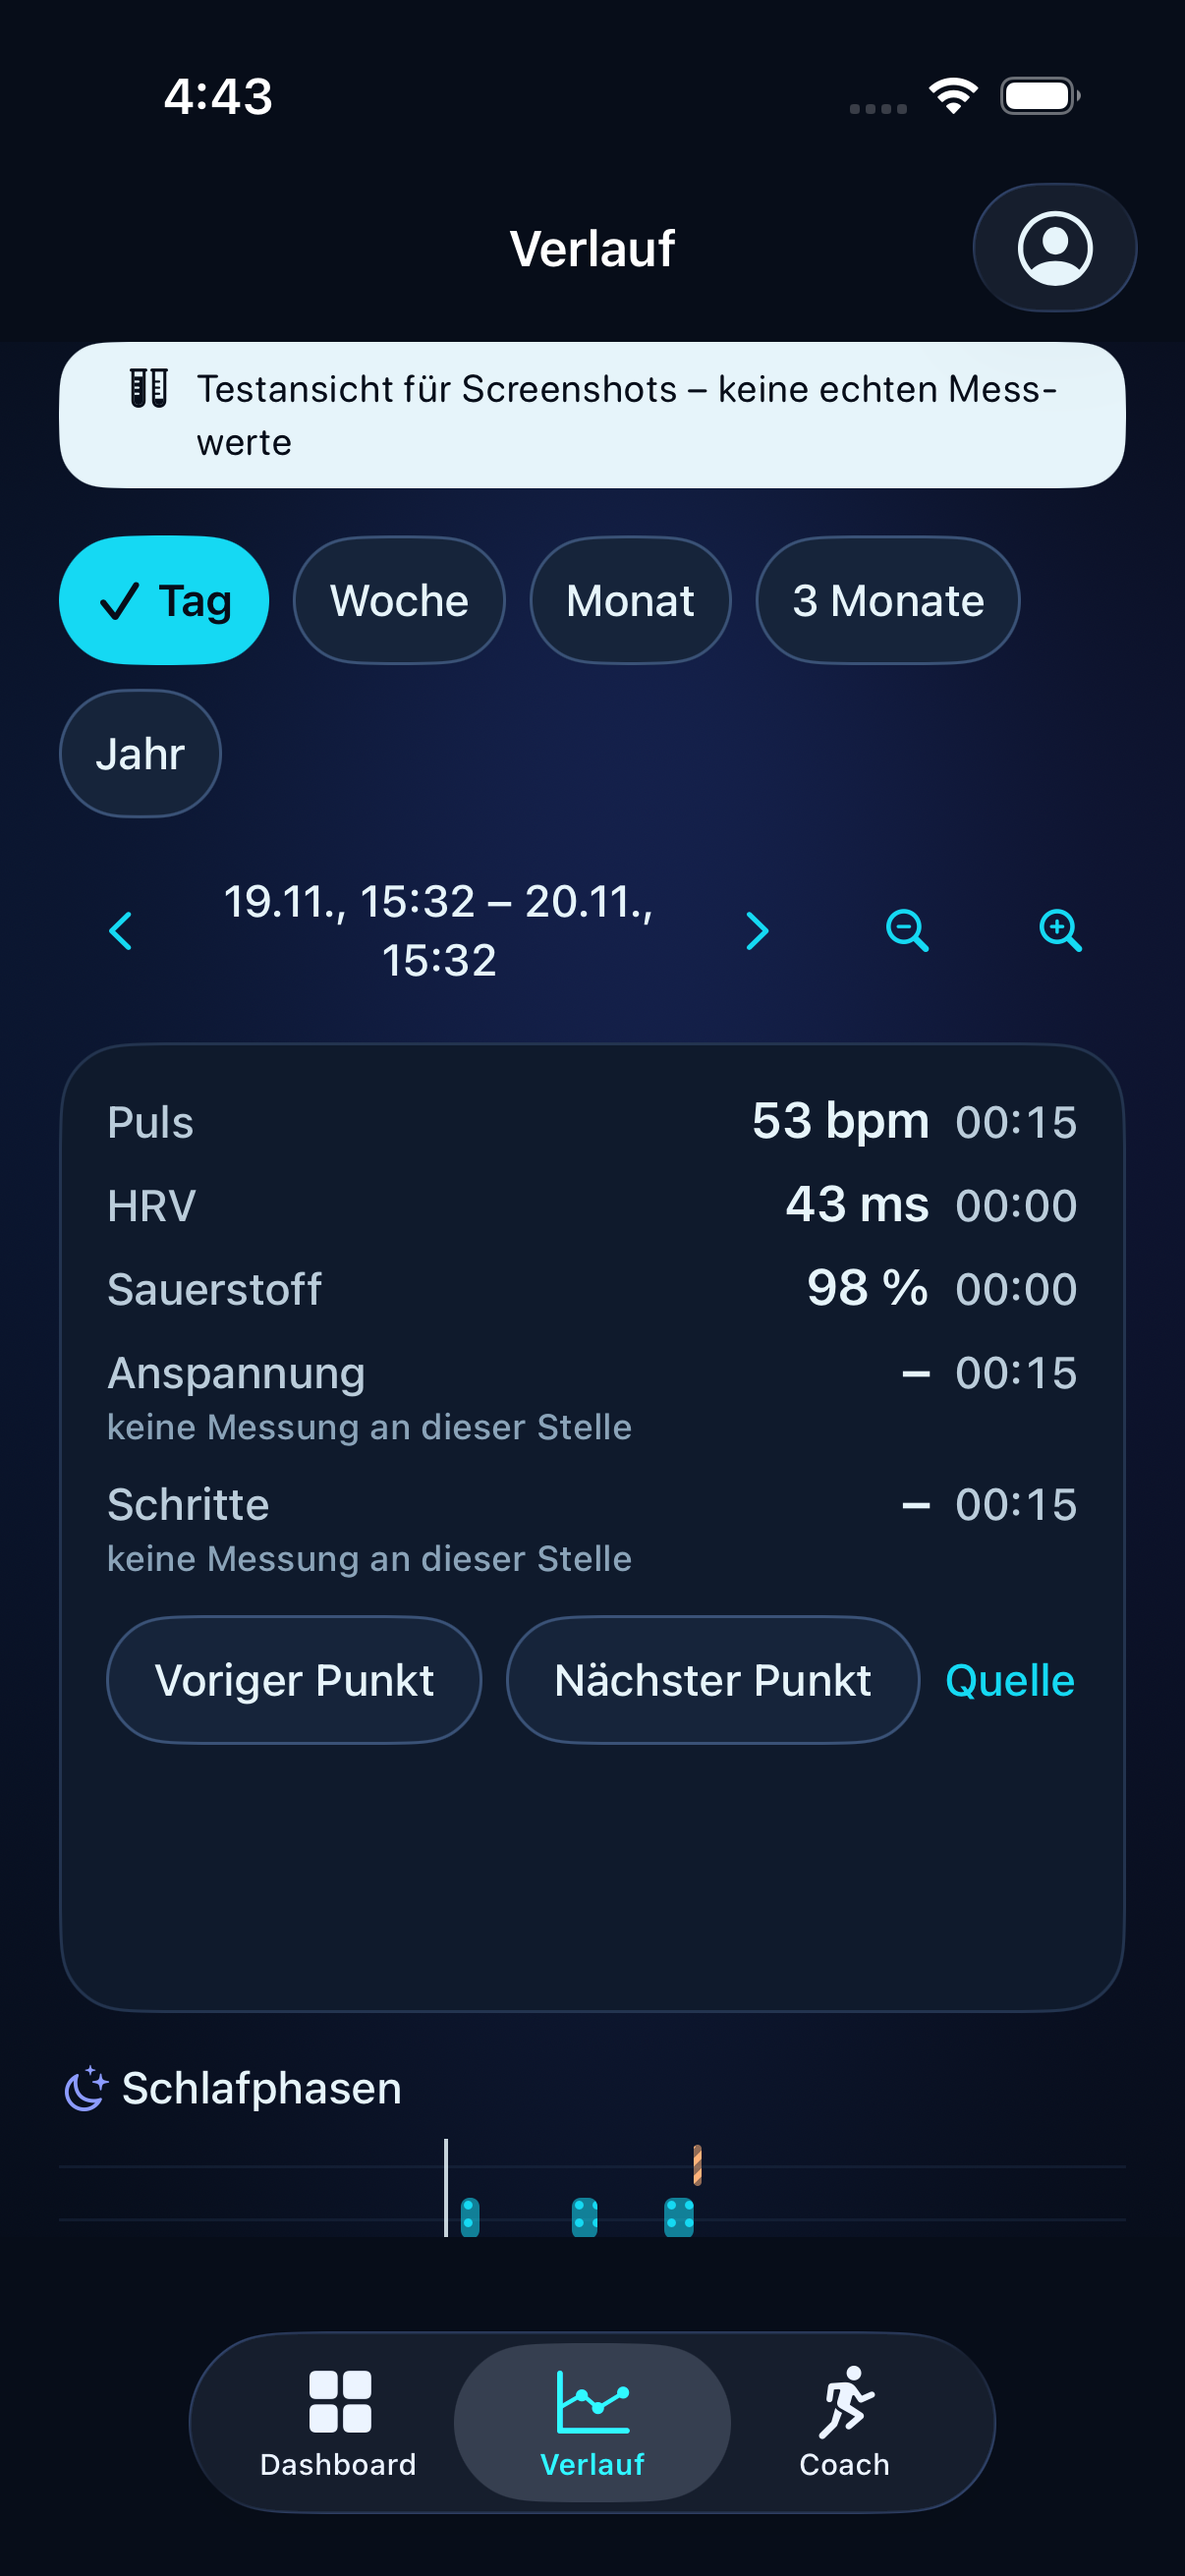 4:43
Verlauf
Testansicht für Screenshots – keine echten Mess-
werte
Tag
Woche
Monat
3 Monate
Jahr
19.11., 15:32 – 20.11.,
15:32
Puls 53 bpm 00:15
HRV 43 ms 00:00
Sauerstoff 98 % 00:00
Anspannung – 00:15
keine Messung an dieser Stelle
Schritte – 00:15
keine Messung an dieser Stelle
Voriger Punkt
Nächster Punkt
Quelle
Schlafphasen
Dashboard
Verlauf
Coach